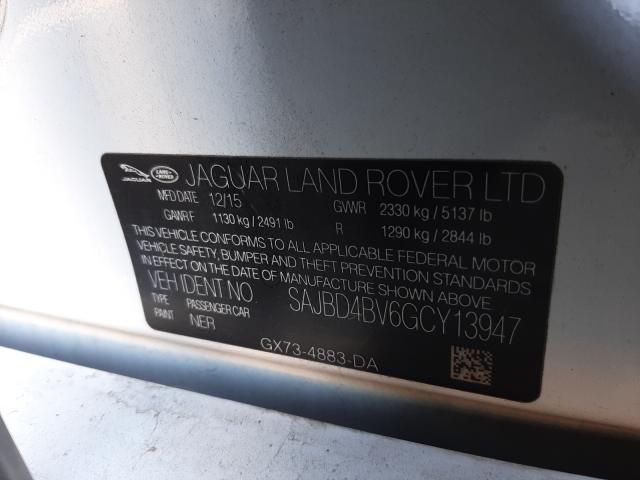 JAGUAR LAND ROVER JAGUAR LAND ROVER LTD
MFD DATE 12/15 GVWR 2330 kg / 5137 lb
GAWR F 1130 kg / 2491 lb R 1290 kg / 2844 lb
THIS VEHICLE CONFORMS TO ALL APPLICABLE FEDERAL MOTOR
VEHICLE SAFETY, BUMPER AND THEFT PREVENTION STANDARDS
IN EFFECT ON THE DATE OF MANUFACTURE SHOWN ABOVE
VEH IDENT NO. SAJBD4BV6GCY13947
TYPE PASSENGER CAR
PAINT NER
GX73-4883-DA